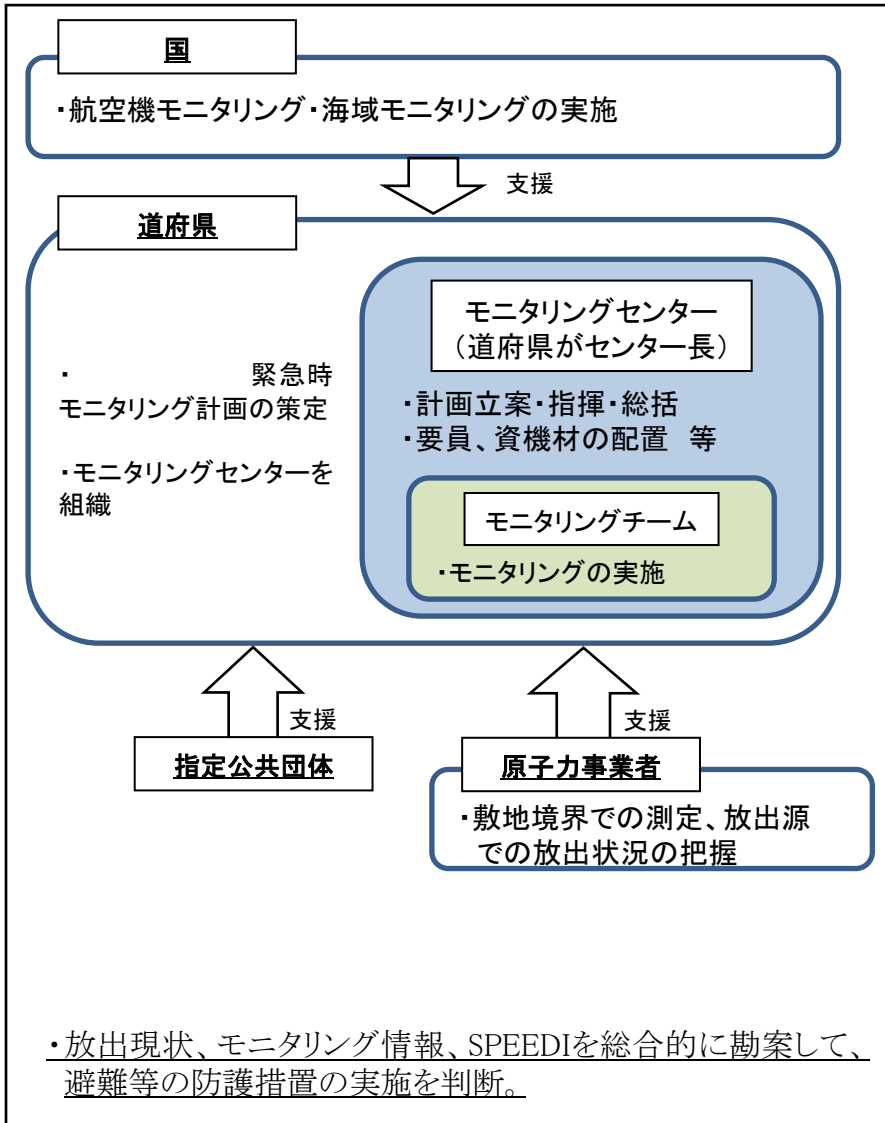 国
・航空機モニタリング・海域モニタリングの実施
支援
道府県
・　　　　　　　緊急時
モニタリング計画の策定
・モニタリングセンターを
組織
モニタリングセンター
（道府県がセンター長）
・計画立案・指揮・総括
・要員、資機材の配置　等
モニタリングチーム
・モニタリングの実施
支援
指定公共団体
支援
原子力事業者
・敷地境界での測定、放出源
での放出状況の把握
・放出現状、モニタリング情報、SPEEDIを総合的に勘案して、
避難等の防護措置の実施を判断。